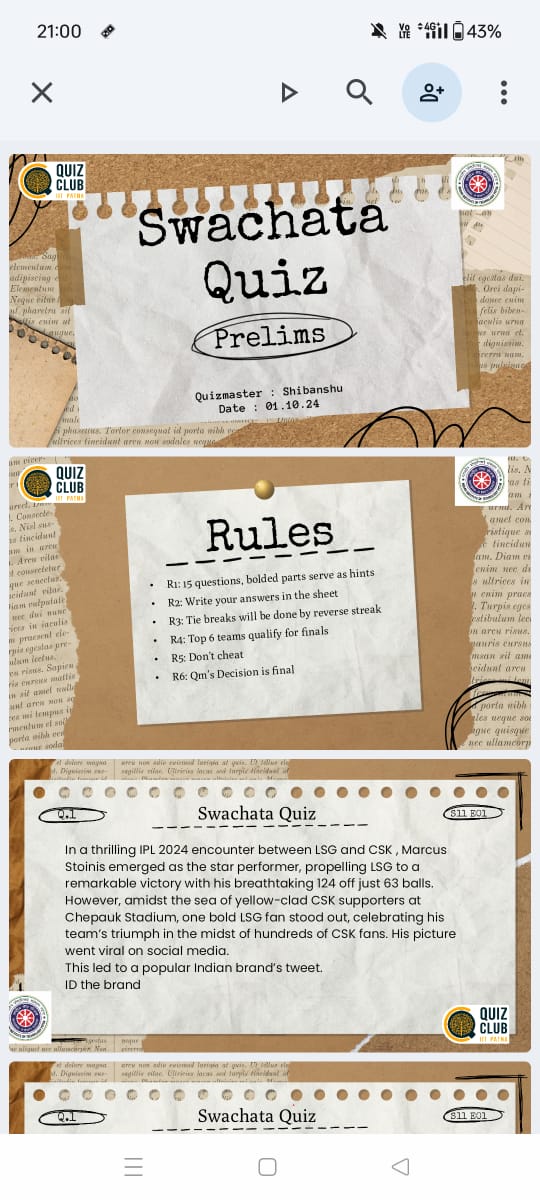 21:00
Vo
LTE
4G
43%
QUIZ
CLUB
IIT PATNA
Swachata
Quiz
Prelims
Quizmaster : Shibanshu
Date : 01.10.24
QUIZ
CLUB
IIT PATNA
Rules
• R1: 15 questions, bolded parts serve as hints
• R2: Write your answers in the sheet
• R3: Tie breaks will be done by reverse streak
• R4: Top 6 teams qualify for finals
• R5: Don't cheat
• R6: Qm's Decision is final
Q.1
Swachata Quiz
S11 E01
In a thrilling IPL 2024 encounter between LSG and CSK , Marcus
Stoinis emerged as the star performer, propelling LSG to a
remarkable victory with his breathtaking 124 off just 63 balls.
However, amidst the sea of yellow-clad CSK supporters at
Chepauk Stadium, one bold LSG fan stood out, celebrating his
team's triumph in the midst of hundreds of CSK fans. His picture
went viral on social media.
This led to a popular Indian brand's tweet.
ID the brand
QUIZ
CLUB
IIT PATNA
Q.1
Swachata Quiz
S11 E01